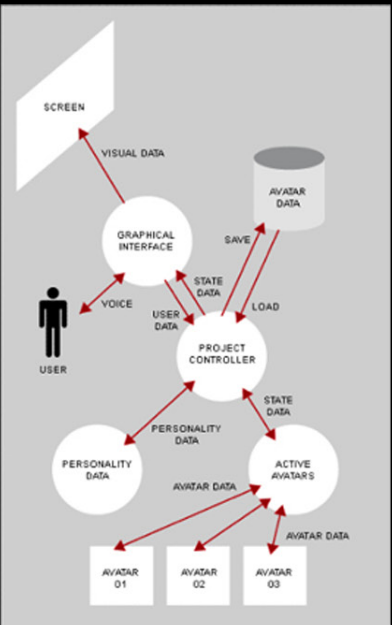 SCREEN
VISUAL DATA
AVATAR
DATA
GRAPHICAL
INTERFACE
SAVE
STATE
DATA
VOICE
USER
DATA
LOAD
USER
PROJECT
CONTROLLER
STATE
DATA
PERSONALITY
DATA
PERSONALITY
DATA
ACTIVE
AVATARS
AVATAR DATA
AVATAR DATA
AVATAR
01
AVATAR
02
AVATAR
03